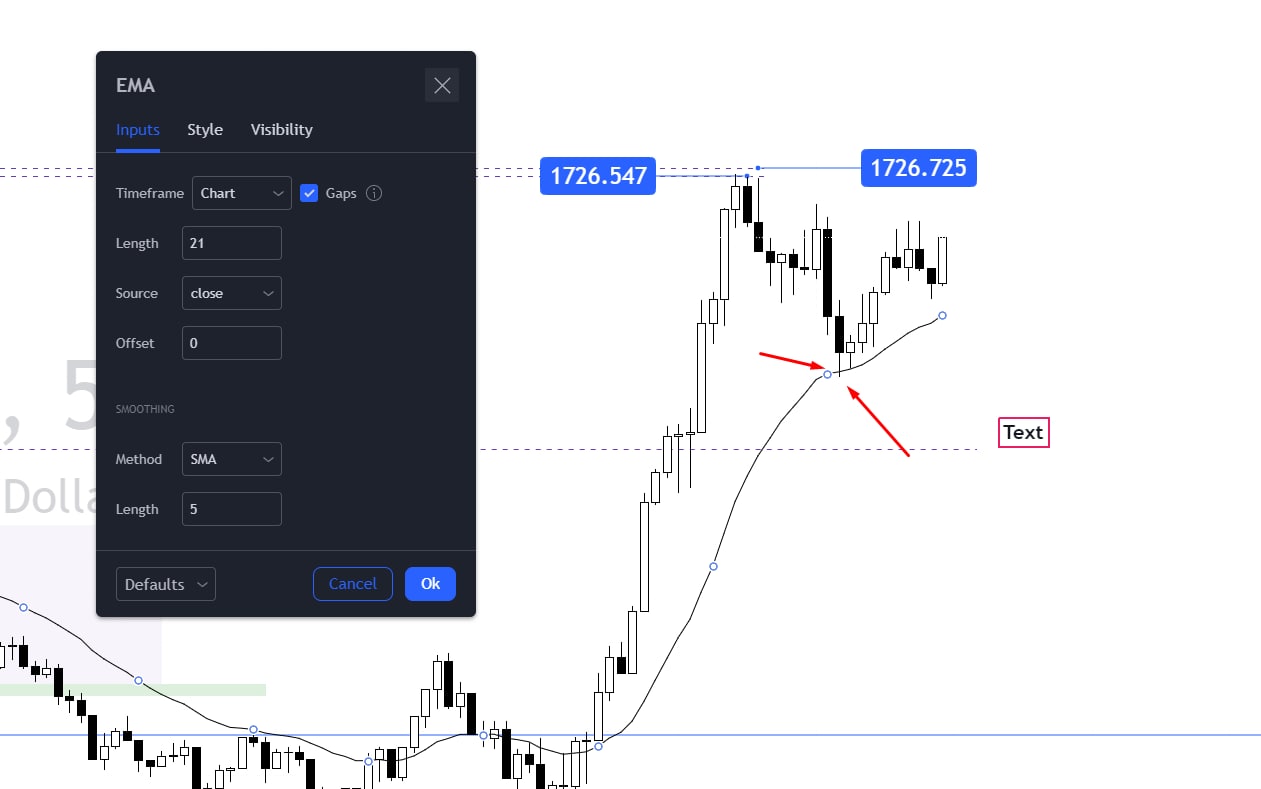 EMA
Inputs Style Visibility
Timeframe Chart Gaps
Length 21
Source close
Offset 0
SMOOTHING
Method SMA
Length 5
Defaults Cancel Ok
1726.547
1726.725
Text
, 5
Dolla